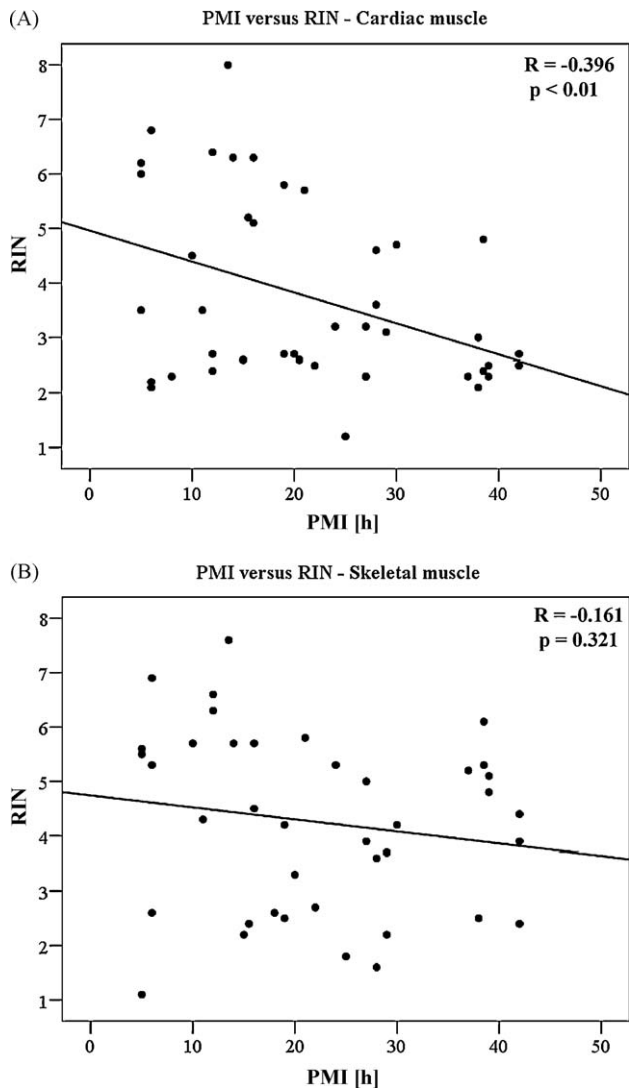 (A)
PMI versus RIN - Cardiac muscle
R = -0.396
p < 0.01
8
7
6
5
4
3
2
1
RIN
0 10 20 30 40 50
PMI [h]
(B)
PMI versus RIN - Skeletal muscle
R = -0.161
p = 0.321
8
7
6
5
4
3
2
1
RIN
0 10 20 30 40 50
PMI [h]